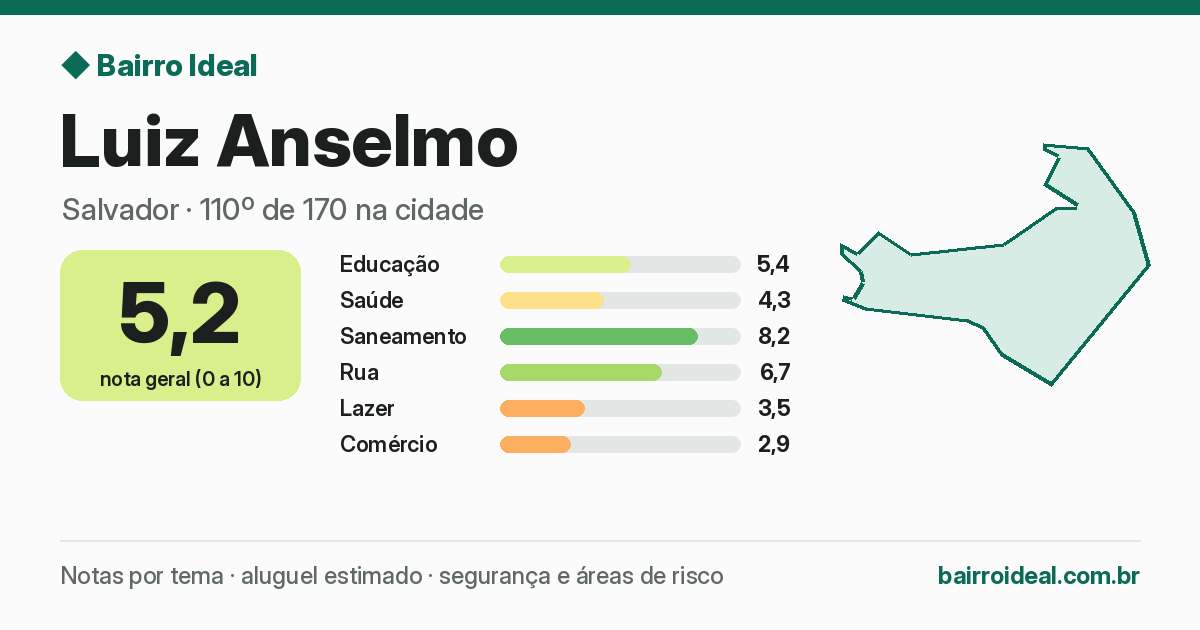 Bairro Ideal
Luiz Anselmo
Salvador · 110º de 170 na cidade
5,2
nota geral (0 a 10)
Educação 5,4
Saúde 4,3
Saneamento 8,2
Rua 6,7
Lazer 3,5
Comércio 2,9
Notas por tema · aluguel estimado · segurança e áreas de risco
bairroideal.com.br